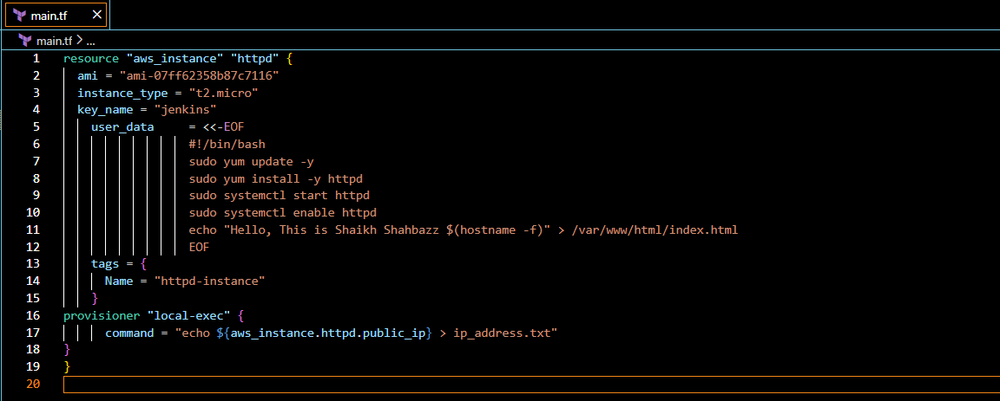 main.tf ×
main.tf > ...
1 resource "aws_instance" "httpd" {
2 ami = "ami-07ff62358b87c7116"
3 instance_type = "t2.micro"
4 key_name = "jenkins"
5 user_data = <<-EOF
6 #!/bin/bash
7 sudo yum update -y
8 sudo yum install -y httpd
9 sudo systemctl start httpd
10 sudo systemctl enable httpd
11 echo "Hello, This is Shaikh Shahbazz $(hostname -f)" > /var/www/html/index.html
12 EOF
13 tags = {
14 Name = "httpd-instance"
15 }
16 provisioner "local-exec" {
17 command = "echo ${aws_instance.httpd.public_ip} > ip_address.txt"
18 }
19 }
20